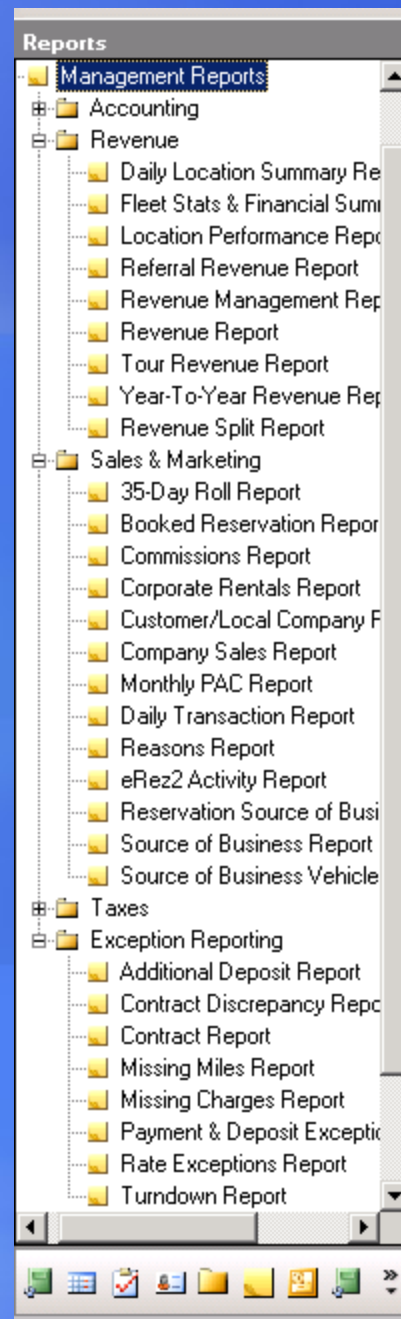 Reports
Management Reports
Accounting
Revenue
Daily Location Summary Re
Fleet Stats & Financial Sum
Location Performance Repo
Referral Revenue Report
Revenue Management Rep
Revenue Report
Tour Revenue Report
Year-To-Year Revenue Rep
Revenue Split Report
Sales & Marketing
35-Day Roll Report
Booked Reservation Repor
Commissions Report
Corporate Rentals Report
Customer/Local Company F
Company Sales Report
Monthly PAC Report
Daily Transaction Report
Reasons Report
eRez2 Activity Report
Reservation Source of Busi
Source of Business Report
Source of Business Vehicle
Taxes
Exception Reporting
Additional Deposit Report
Contract Discrepancy Repo
Contract Report
Missing Miles Report
Missing Charges Report
Payment & Deposit Exceptio
Rate Exceptions Report
Turndown Report